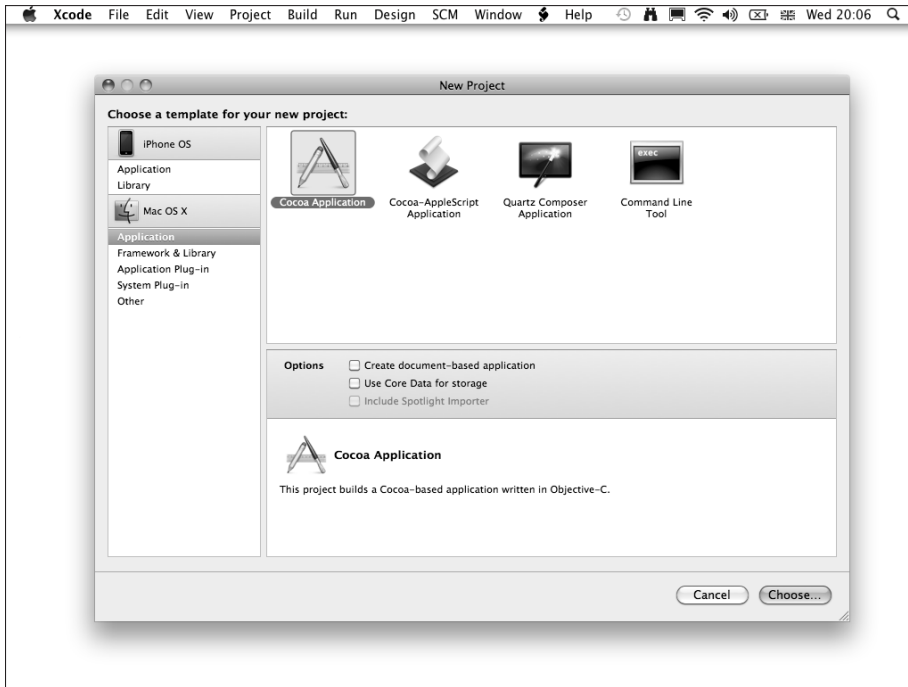 Xcode File Edit View Project Build Run Design SCM Window Help Wed 20:06
New Project
Choose a template for your new project:
iPhone OS
Application
Library
Mac OS X
Application
Framework & Library
Application Plug-in
System Plug-in
Other
Cocoa Application
Cocoa-AppleScript
Application
Quartz Composer
Application
exec
Command Line
Tool
Options
Create document-based application
Use Core Data for storage
Include Spotlight Importer
Cocoa Application
This project builds a Cocoa-based application written in Objective-C.
Cancel Choose...